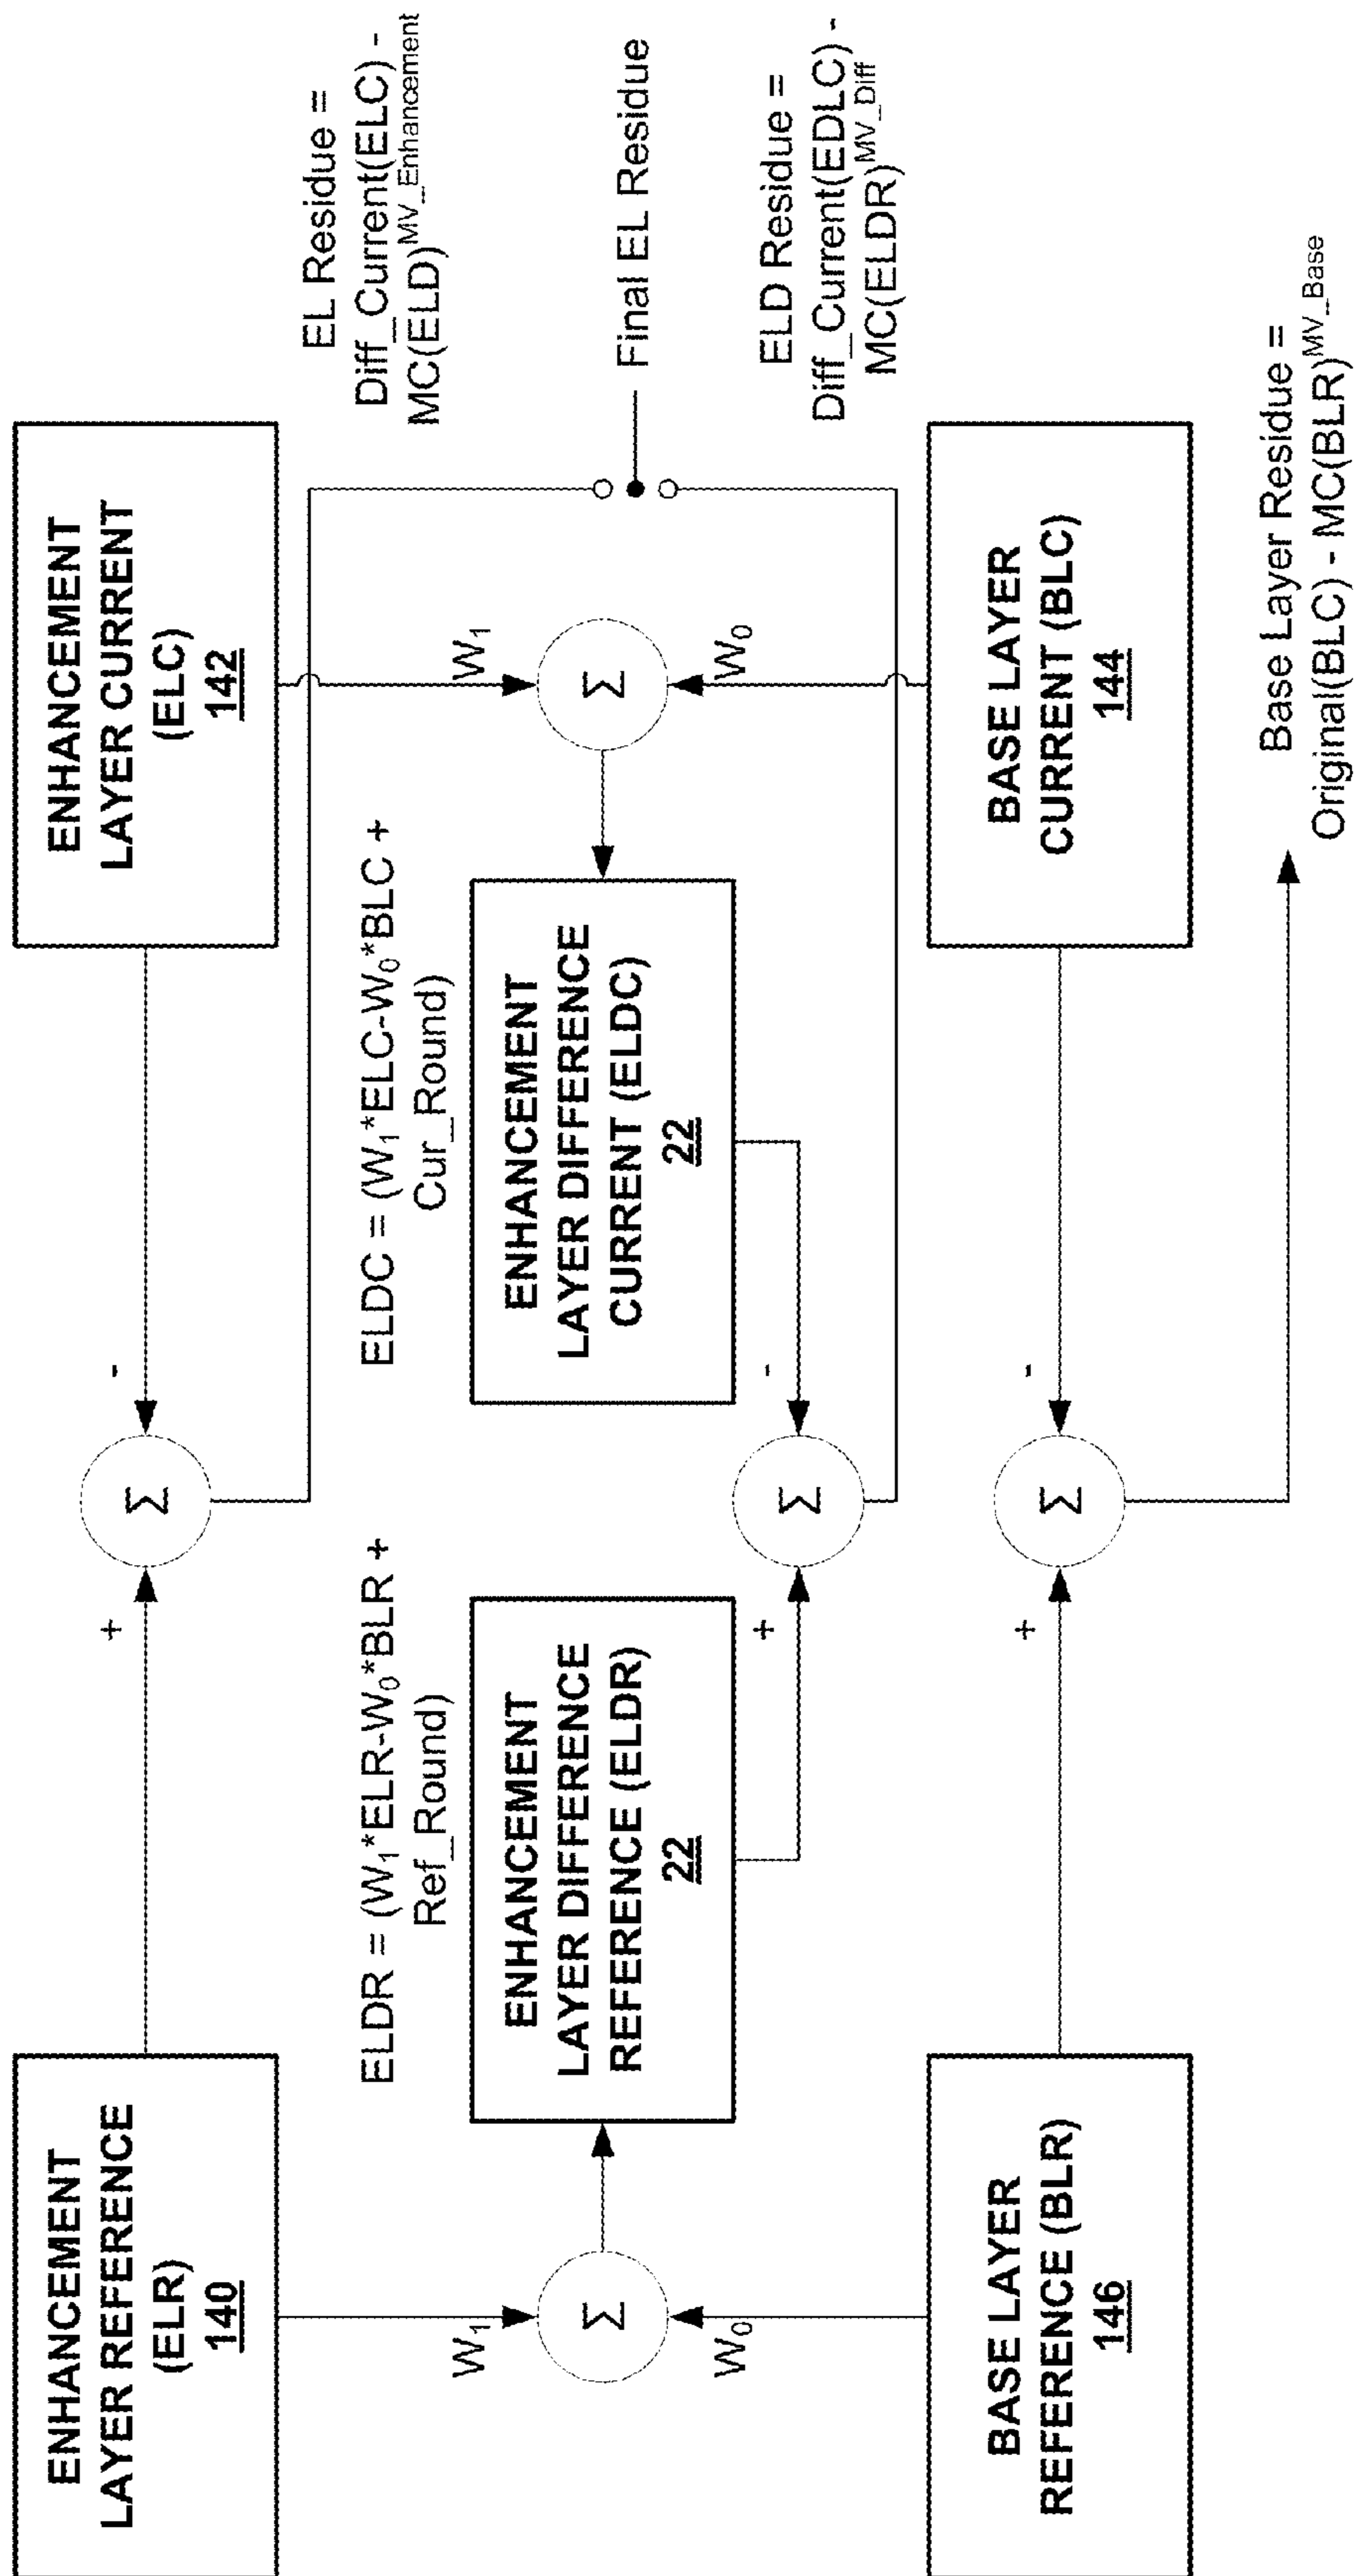 ENHANCEMENT
LAYER REFERENCE
(ELR)
140
+
Σ
-
ENHANCEMENT
LAYER CURRENT
(ELC)
142
EL Residue =
Diff_Current(ELC) -
MC(ELD)^MV_Enhancement
W₁
Σ
W₀
ELDR = (W₁*ELR-W₀*BLR +
Ref_Round)
ENHANCEMENT
LAYER DIFFERENCE
REFERENCE (ELDR)
22
+
Σ
-
ELDC = (W₁*ELC-W₀*BLC +
Cur_Round)
ENHANCEMENT
LAYER DIFFERENCE
CURRENT (ELDC)
22
W₁
Σ
W₀
Final EL Residue
ELD Residue =
Diff_Current(EDLC) -
MC(ELDR)^MV_Diff
BASE LAYER
REFERENCE (BLR)
146
+
Σ
-
BASE LAYER
CURRENT (BLC)
144
Base Layer Residue =
Original(BLC) - MC(BLR)^MV_Base